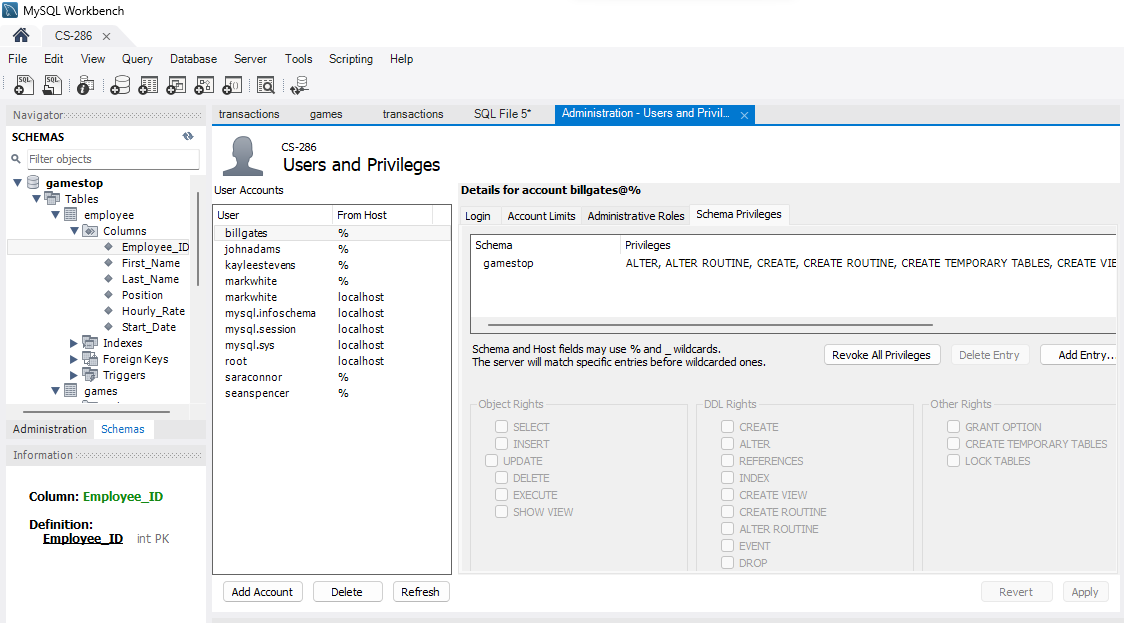 MySQL Workbench
CS-286
File Edit View Query Database Server Tools Scripting Help
Navigator
SCHEMAS
Filter objects
gamestop
Tables
employee
Columns
Employee_ID
First_Name
Last_Name
Position
Hourly_Rate
Start_Date
Indexes
Foreign Keys
Triggers
games
Administration Schemas
Information
Column: Employee_ID
Definition:
Employee_ID int PK
transactions games transactions SQL File 5* Administration - Users and Privil...
CS-286
Users and Privileges
User Accounts
User From Host
billgates %
johnadams %
kayleestevens %
markwhite %
markwhite localhost
mysql.infoschema localhost
mysql.session localhost
mysql.sys localhost
root localhost
saraconnor %
seanspencer %
Add Account Delete Refresh
Details for account billgates@%
Login Account Limits Administrative Roles Schema Privileges
Schema Privileges
gamestop ALTER, ALTER ROUTINE, CREATE, CREATE ROUTINE, CREATE TEMPORARY TABLES, CREATE VIE
Schema and Host fields may use % and _ wildcards.
The server will match specific entries before wildcarded ones.
Revoke All Privileges Delete Entry Add Entry...
Object Rights
SELECT
INSERT
UPDATE
DELETE
EXECUTE
SHOW VIEW
DDL Rights
CREATE
ALTER
REFERENCES
INDEX
CREATE VIEW
CREATE ROUTINE
ALTER ROUTINE
EVENT
DROP
Other Rights
GRANT OPTION
CREATE TEMPORARY TABLES
LOCK TABLES
Revert Apply